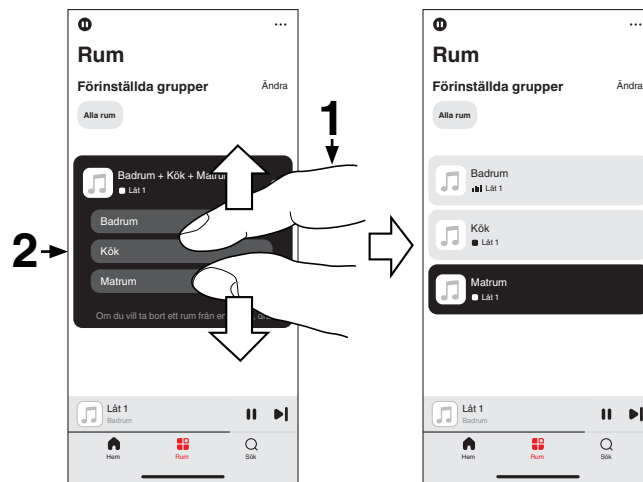 Rum
Förinställda grupper Ändra
Alla rum
1
Badrum + Kök + Matrum
Låt 1
Badrum
2
Kök
Matrum
Om du vill ta bort ett rum från
Låt 1
Badrum
Hem Rum Sök
Rum
Förinställda grupper Ändra
Alla rum
Badrum
Låt 1
Kök
Låt 1
Matrum
Låt 1
Låt 1
Badrum
Hem Rum Sök